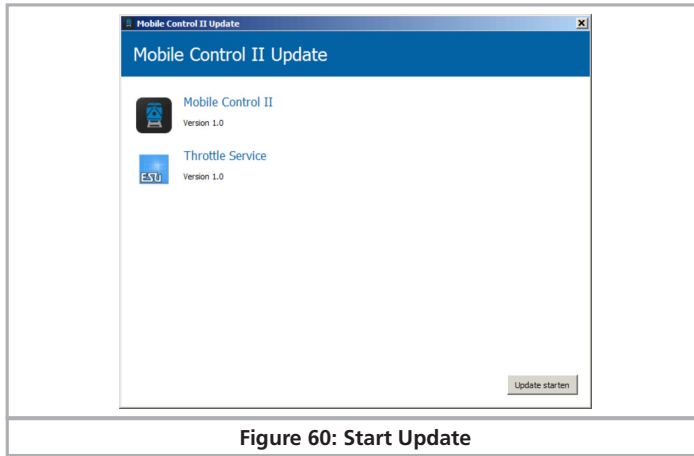 Mobile Control II Update
Mobile Control II Update
Mobile Control II
Version 1.0
Throttle Service
ESU
Version 1.0
Update starten
Figure 60: Start Update